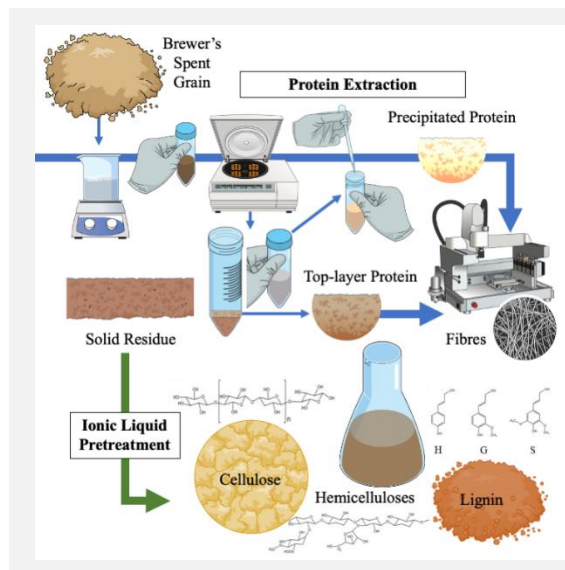 Brewer's
Spent
Grain
Protein Extraction
Precipitated Protein
Top-layer Protein
Solid Residue
Fibres
Ionic Liquid
Pretreatment
H G S
Cellulose
Hemicelluloses
Lignin